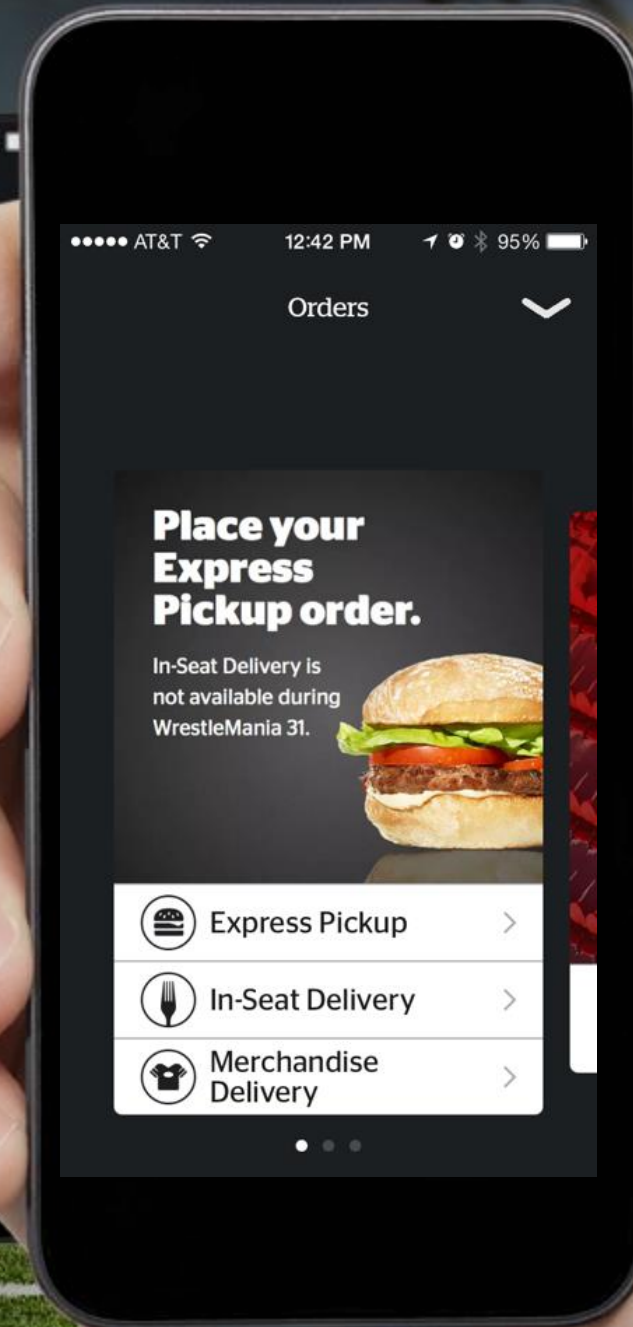 AT&T 12:42 PM 95%
Orders
Place your
Express
Pickup order.
In-Seat Delivery is
not available during
WrestleMania 31.
Express Pickup
In-Seat Delivery
Merchandise
Delivery